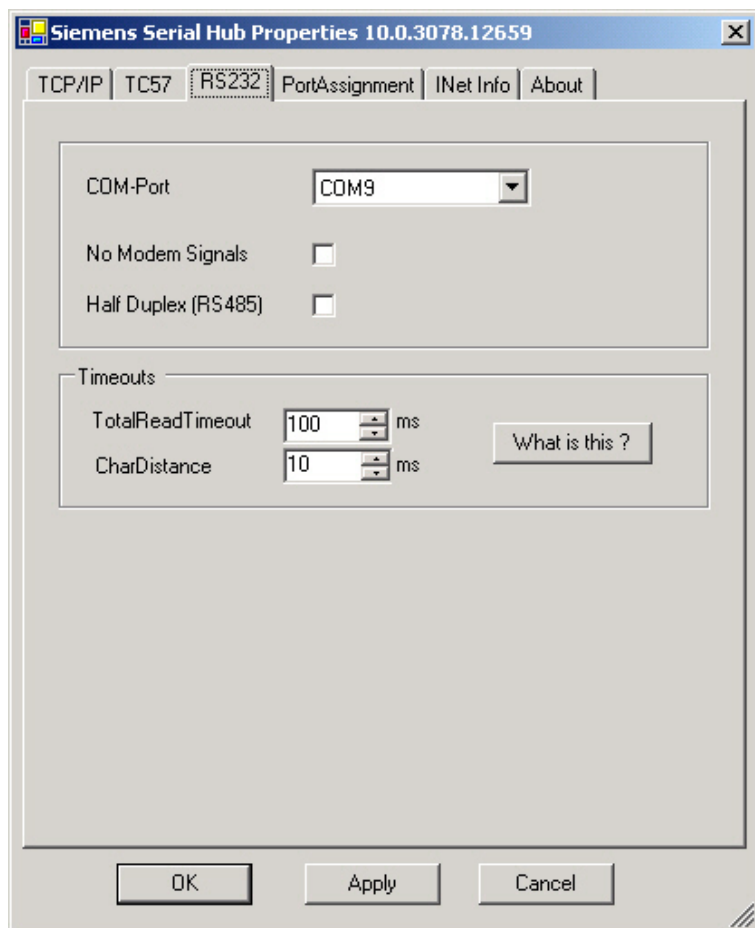 Siemens Serial Hub Properties 10.0.3078.12659
TCP/IP TC57 RS232 PortAssignment INet Info About
COM-Port COM9
No Modem Signals
Half Duplex (RS485)
Timeouts
TotalReadTimeout 100 ms
What is this ?
CharDistance 10 ms
OK Apply Cancel